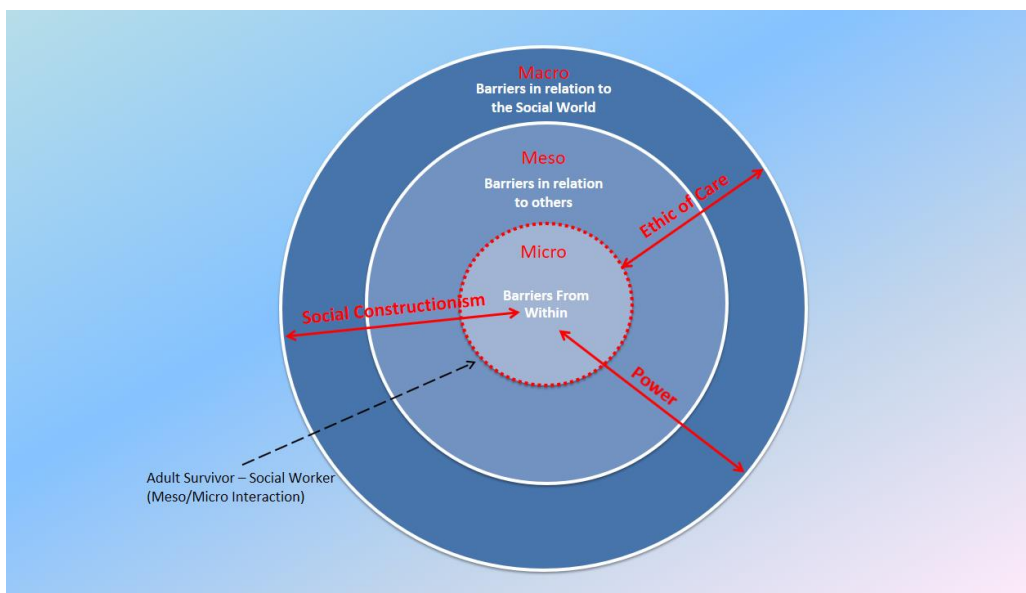 Macro
Barriers in relation to
the Social World
Meso
Barriers in relation
to others
Ethic of Care
Micro
Barriers From
Within
Social Constructionism
Power
Adult Survivor – Social Worker
(Meso/Micro Interaction)